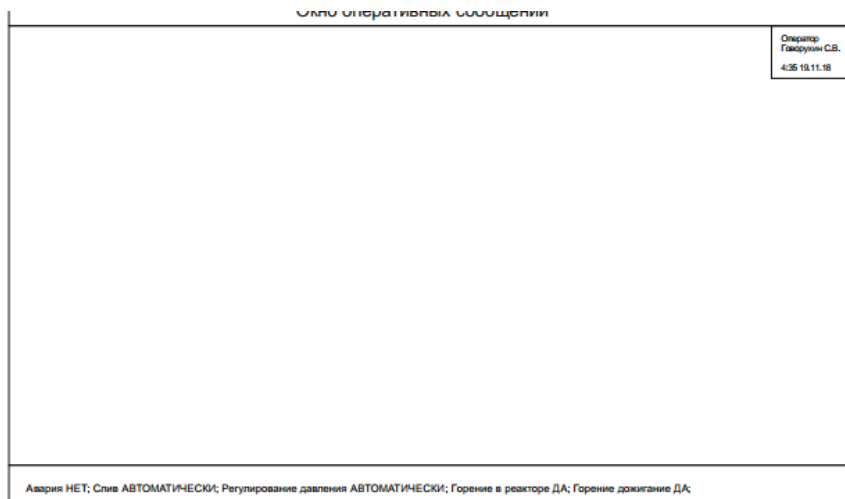 Окно оперативных сообщений
Оператор
Говорухин С.В.
4:35 19.11.18
Авария НЕТ; Слив АВТОМАТИЧЕСКИ; Регулирование давления АВТОМАТИЧЕСКИ; Горение в реакторе ДА; Горение дожигание ДА;